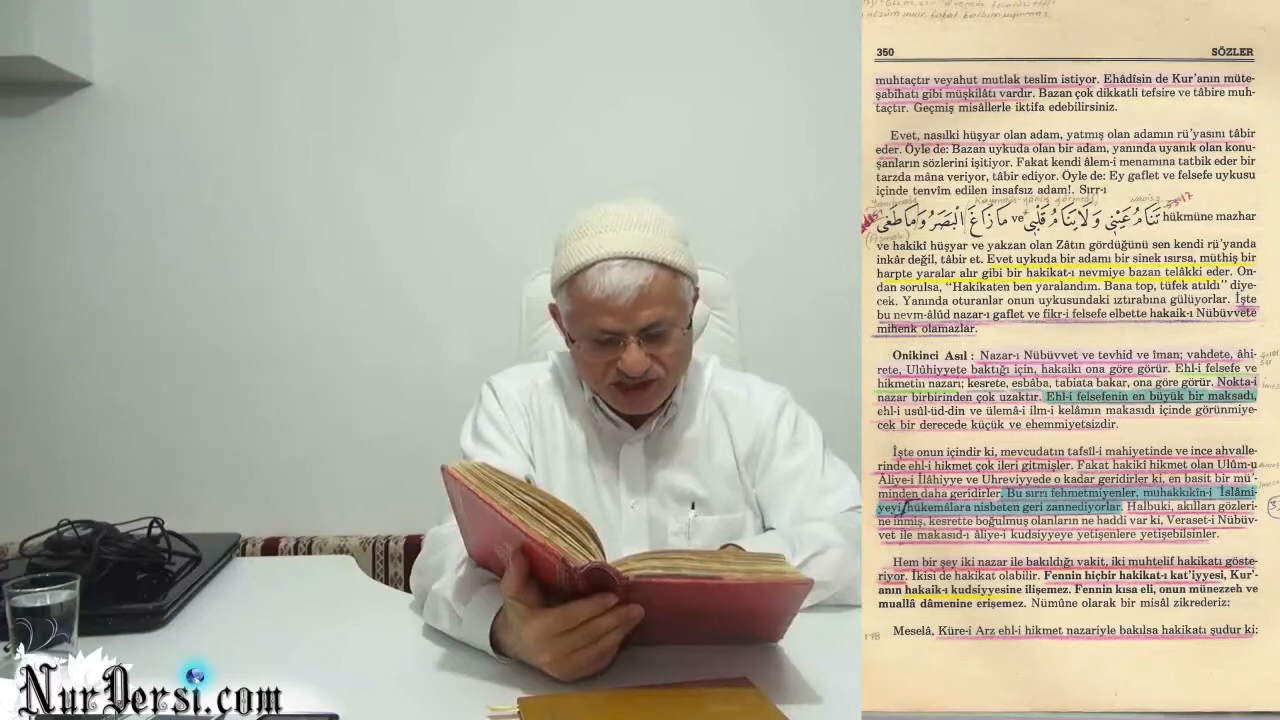 350 SÖZLER
muhtaçtır veyahut mutlak teslim istiyor. Ehâdîsin de Kur'anın müte-
şabihatı gibi müşkilâtı vardır. Bazan çok dikkatli tefsire ve tâbire muh-
taçtır. Geçmiş misâllerle iktifa edebilirsiniz.
Evet, nasılki hüşyar olan adam, yatmış olan adamın rü'yasını tâbir
eder. Öyle de: Bazan uykuda olan bir adam, yanında uyanık olan konu-
şanların sözlerini işitiyor. Fakat kendi âlem-i menamına tatbik eder bir
tarzda mâna veriyor, tâbir ediyor. Öyle de: Ey gaflet ve felsefe uykusu
içinde tenvîm edilen insafsız adam!. Sırr-ı
مَا زَاغَ الْبَصَرُ وَمَا طَغٰى ve تَنَامُ عَيْنِى وَلَا يَنَامُ قَلْبِى hükmüne mazhar
ve hakikî hüşyar ve yakzan olan Zâtın gördüğünü sen kendi rü'yanda
inkâr değil, tâbir et. Evet uykuda bir adamı bir sinek ısırsa, müthiş bir
harpte yaralar alır gibi bir hakikat-ı nevmiye bazan telâkki eder. On-
dan sorulsa, "Hakikaten ben yaralandım. Bana top, tüfek atıldı" diye-
cek. Yanında oturanlar onun uykusundaki ıztırabına gülüyorlar. İşte
bu nevm-âlûd nazar-ı gaflet ve fikr-i felsefe elbette hakaik-ı Nübüvvete
mihenk olamazlar.
Onikinci Asıl : Nazar-ı Nübüvvet ve tevhid ve îman; vahdete, âhi-
rete, Ulûhiyyete baktığı için, hakaikı ona göre görür. Ehl-i felsefe ve
hikmetin nazarı; kesrete, esbâba, tabiata bakar, ona göre görür. Nokta-i
nazar birbirinden çok uzaktır. Ehl-i felsefenin en büyük bir maksadı,
ehl-i usûl-üd-din ve ülemâ-i ilm-i kelâmın makasıdı içinde görünmiye-
cek bir derecede küçük ve ehemmiyetsizdir.
İşte onun içindir ki, mevcudatın tafsîl-i mahiyetinde ve ince ahvalle-
rinde ehl-i hikmet çok ileri gitmişler. Fakat hakikî hikmet olan Ulûm-u
Âliye-i İlâhiyye ve Uhreviyyede o kadar geridirler ki, en basit bir mü'-
minden daha geridirler. Bu sırrı fehmetmiyenler, muhakkıkîn-i İslâmi-
yeyi, hükemâlara nisbeten geri zannediyorlar. Halbuki, akılları gözleri-
ne inmiş, kesrette boğulmuş olanların ne haddi var ki, Veraset-i Nübüv-
vet ile makasıd-ı âliye-i kudsiyyeye yetişenlere yetişebilsinler.
Hem bir şey iki nazar ile bakıldığı vakit, iki muhtelif hakikatı göste-
riyor. İkisi de hakikat olabilir. Fennin hiçbir hakikat-ı kat'iyyesi, Kur'-
anın hakaik-ı kudsiyyesine ilişemez. Fennin kısa eli, onun münezzeh ve
muallâ dâmenine erişemez. Nümûne olarak bir misâl zikrederiz:
Meselâ, Küre-i Arz ehl-i hikmet nazariyle bakılsa hakikatı şudur ki:
NurDersi.com